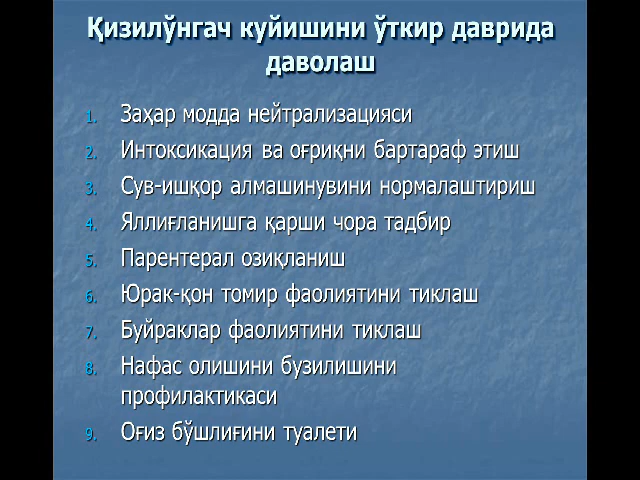 Қизилўнгач куйишини ўткир даврида
даволаш
1. Заҳар модда нейтрализацияси
2. Интоксикация ва оғриқни бартараф этиш
3. Сув-ишқор алмашинувини нормалаштириш
4. Яллиғланишга қарши чора тадбир
5. Парентерал озиқланиш
6. Юрак-қон томир фаолиятини тиклаш
7. Буйраклар фаолиятини тиклаш
8. Нафас олишини бузилишини
профилактикаси
9. Оғиз бўшлиғини туалети